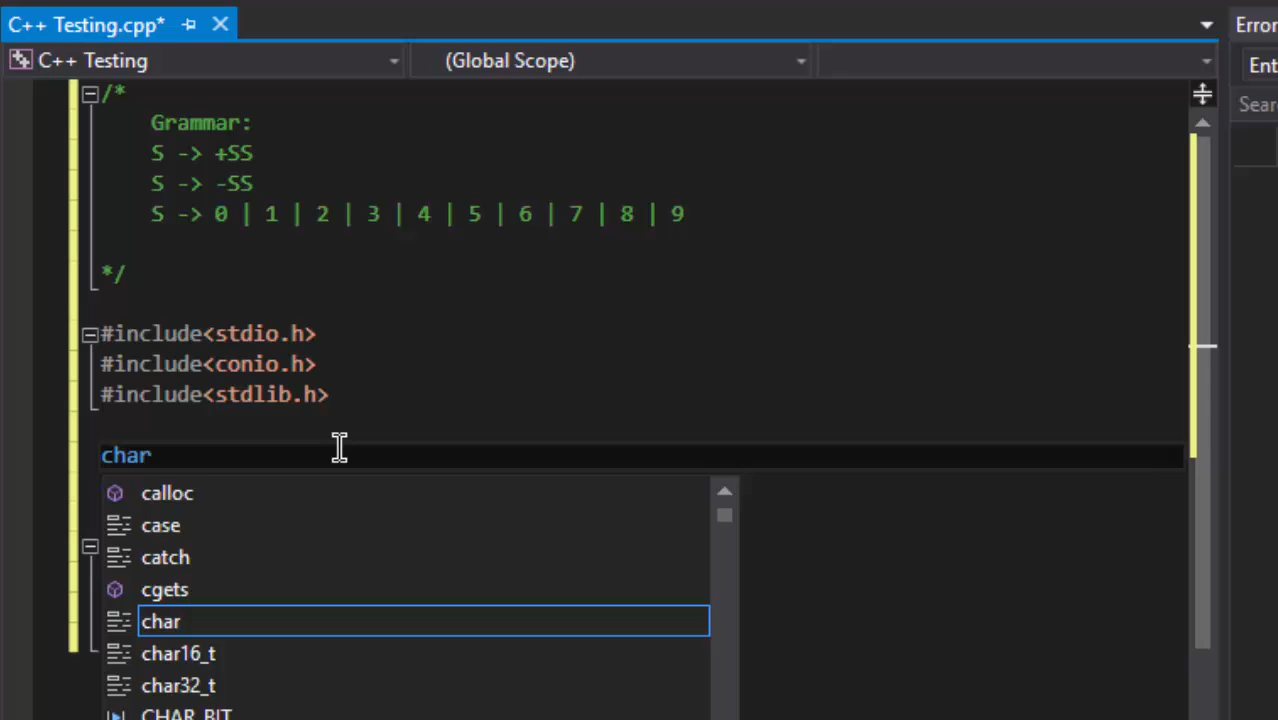 C++ Testing.cpp*
Error
C++ Testing
(Global Scope)
Ent
Sear
/*
Grammar:
S -> +SS
S -> -SS
S -> 0 | 1 | 2 | 3 | 4 | 5 | 6 | 7 | 8 | 9
*/
#include<stdio.h>
#include<conio.h>
#include<stdlib.h>
char
calloc
case
catch
cgets
char
char16_t
char32_t
CHAR_BIT